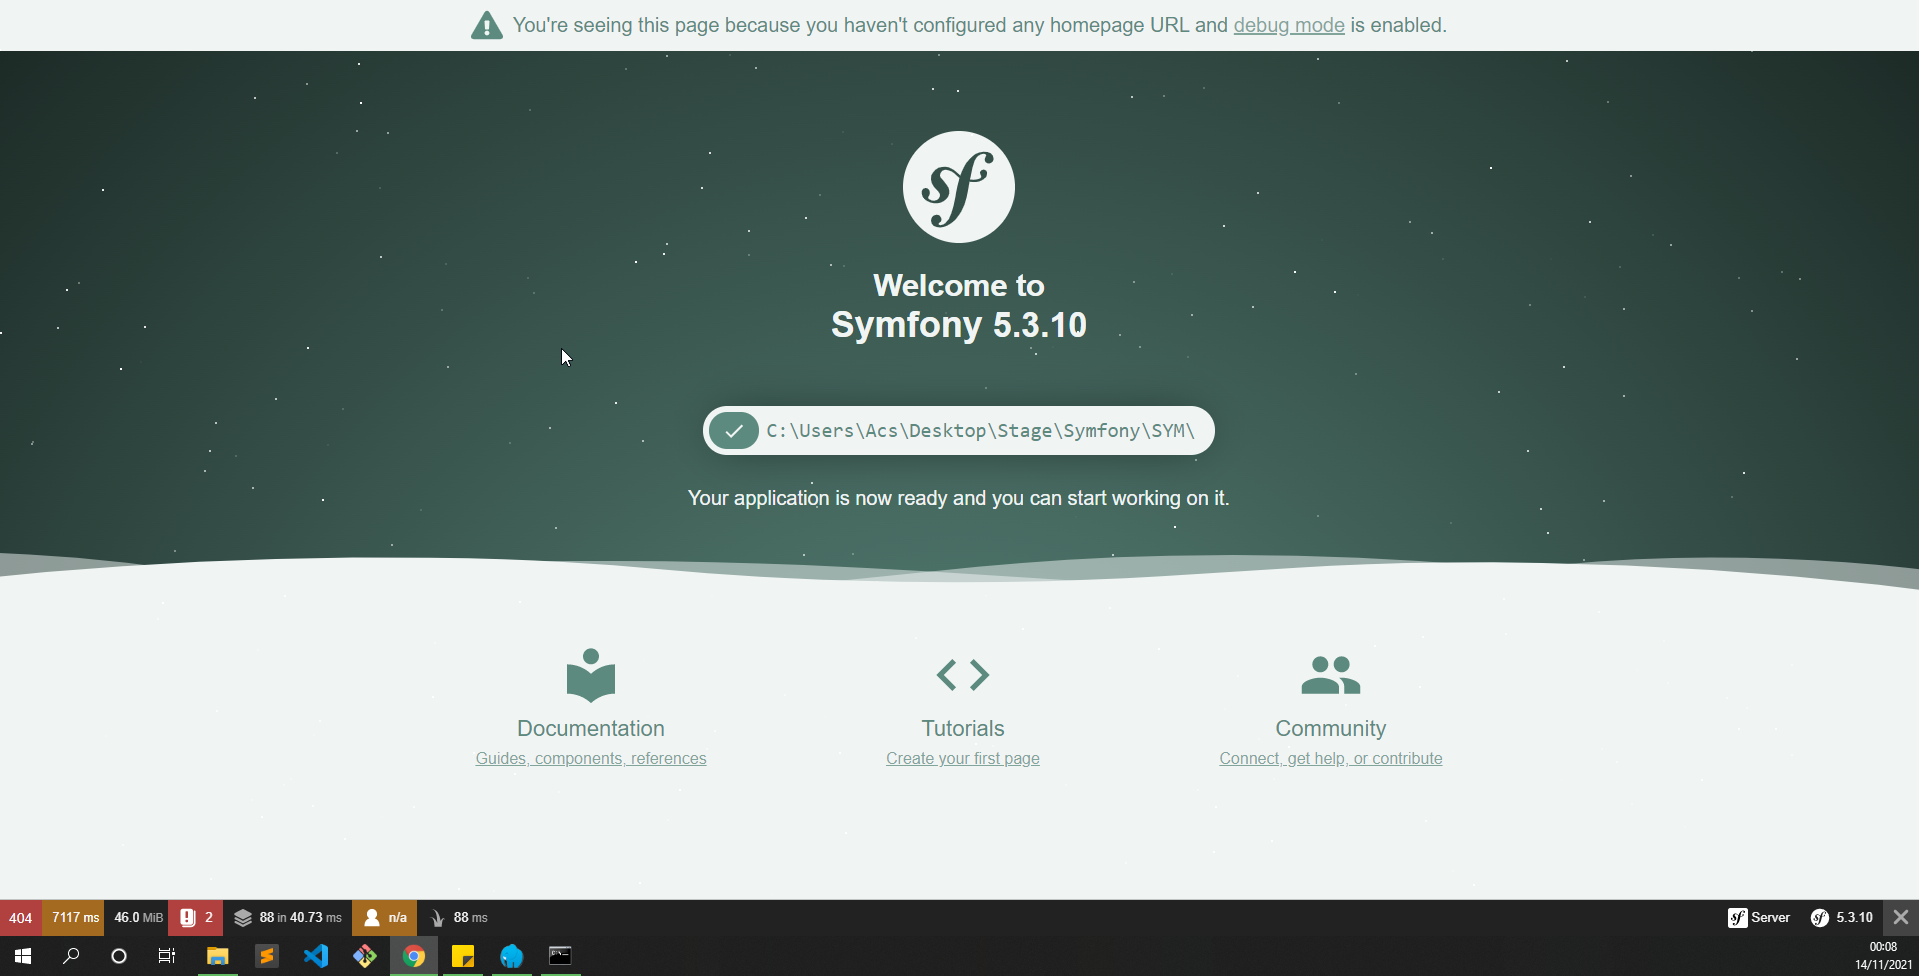 You're seeing this page because you haven't configured any homepage URL and debug mode is enabled.
sf
Welcome to
Symfony 5.3.10
C:\Users\Acs\Desktop\Stage\Symfony\SYM\
Your application is now ready and you can start working on it.
Documentation
Guides, components, references
Tutorials
Create your first page
Community
Connect, get help, or contribute
404 7117 ms 46.0 MiB 2 88 in 40.73 ms n/a 88 ms sf Server sf 5.3.10
00:08
14/11/2021